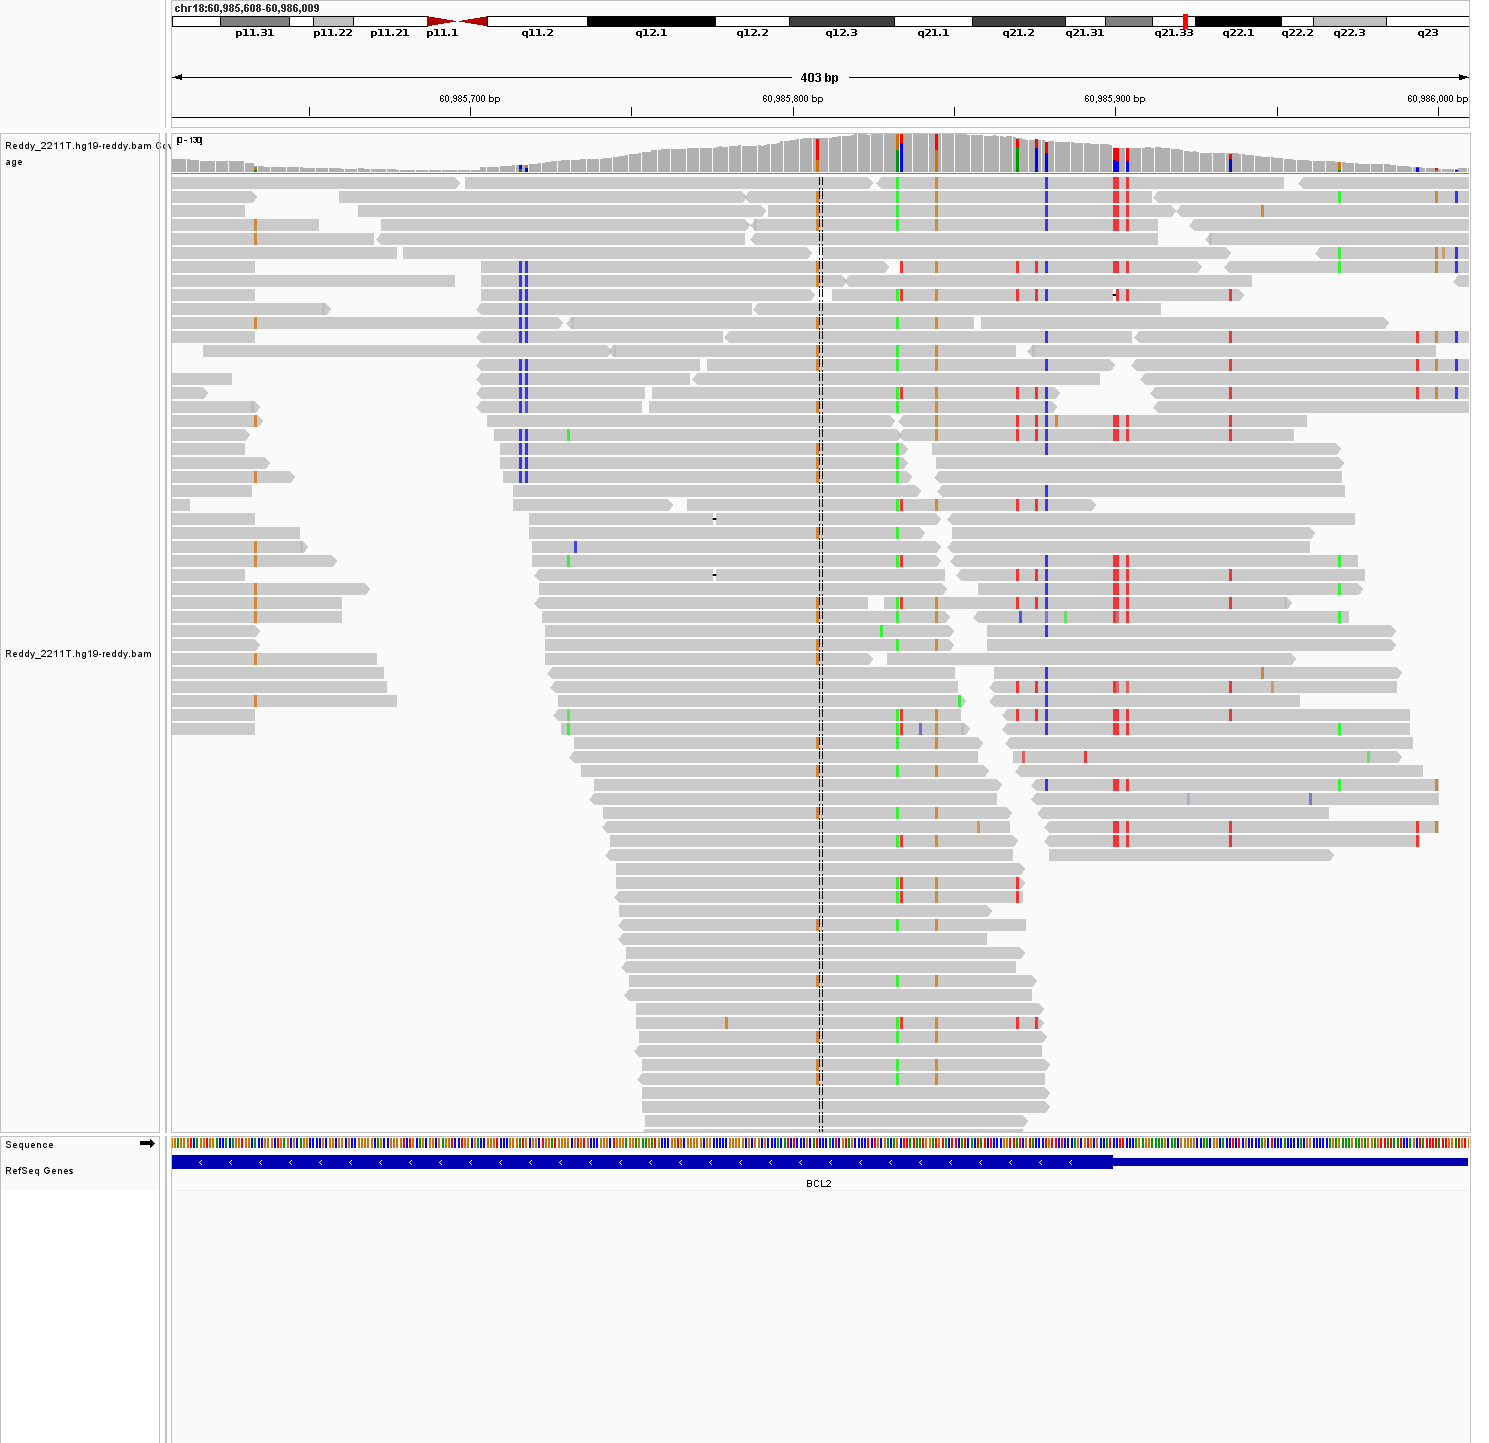 chr18:60,985,608-60,986,009
p11.31 p11.22 p11.21 p11.1 q11.2 q12.1 q12.2 q12.3 q21.1 q21.2 q21.31 q21.33 q22.1 q22.2 q22.3 q23
403 bp
60,985,700 bp 60,985,800 bp 60,985,900 bp 60,986,000 bp
Reddy_2211T.hg19-reddy.bam Cov
age
[0 - 130]
Reddy_2211T.hg19-reddy.bam
Sequence
RefSeq Genes
BCL2